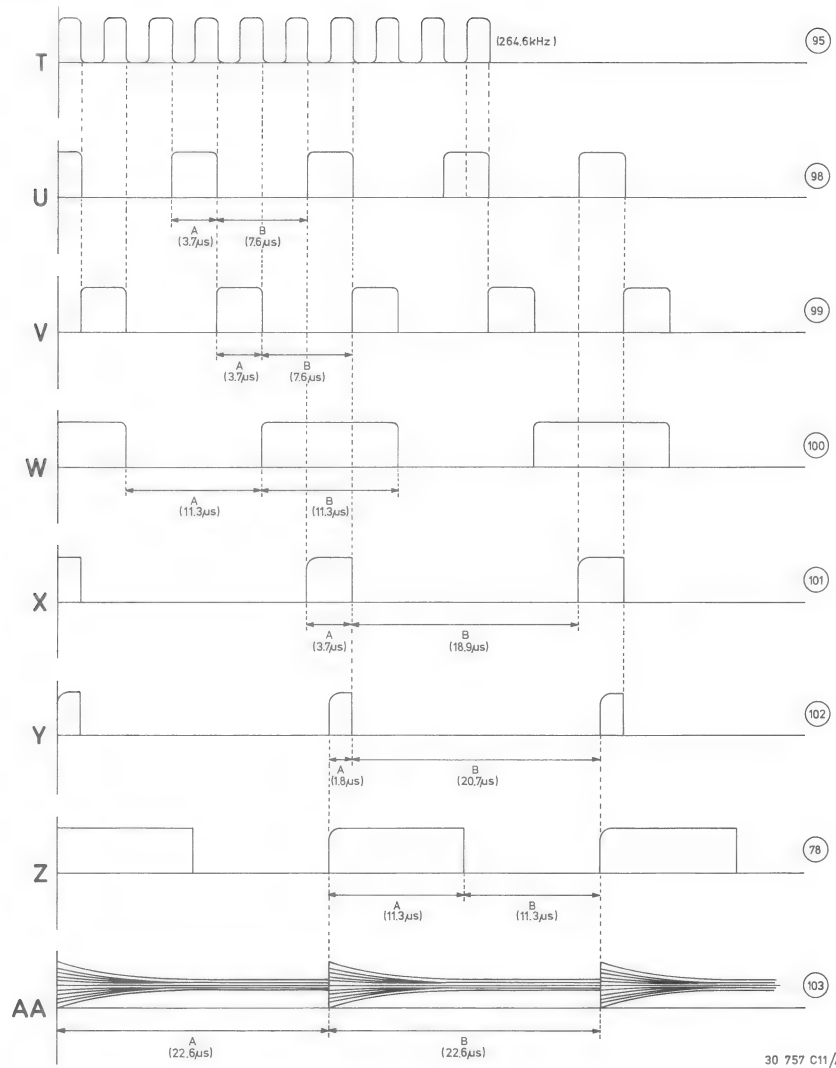 (264.6kHz)
95
T
98
U
A
(3.7µs)
B
(7.6µs)
99
V
A
(3.7µs)
B
(7.6µs)
100
W
A
(11.3µs)
B
(11.3µs)
101
X
A
(3.7µs)
B
(18.9µs)
102
Y
A
(1.8µs)
B
(20.7µs)
78
Z
A
(11.3µs)
B
(11.3µs)
103
AA
A
(22.6µs)
B
(22.6µs)
30 757 C11/